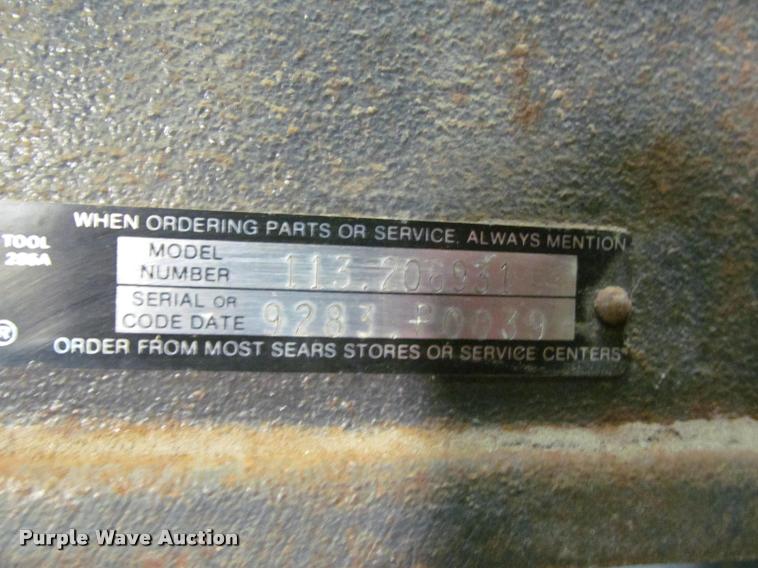 WHEN ORDERING PARTS OR SERVICE, ALWAYS MENTION
TOOL
MODEL
NUMBER 113.206931
SERIAL OR
CODE DATE
®
ORDER FROM MOST SEARS STORES OR SERVICE CENTERS
Purple Wave Auction